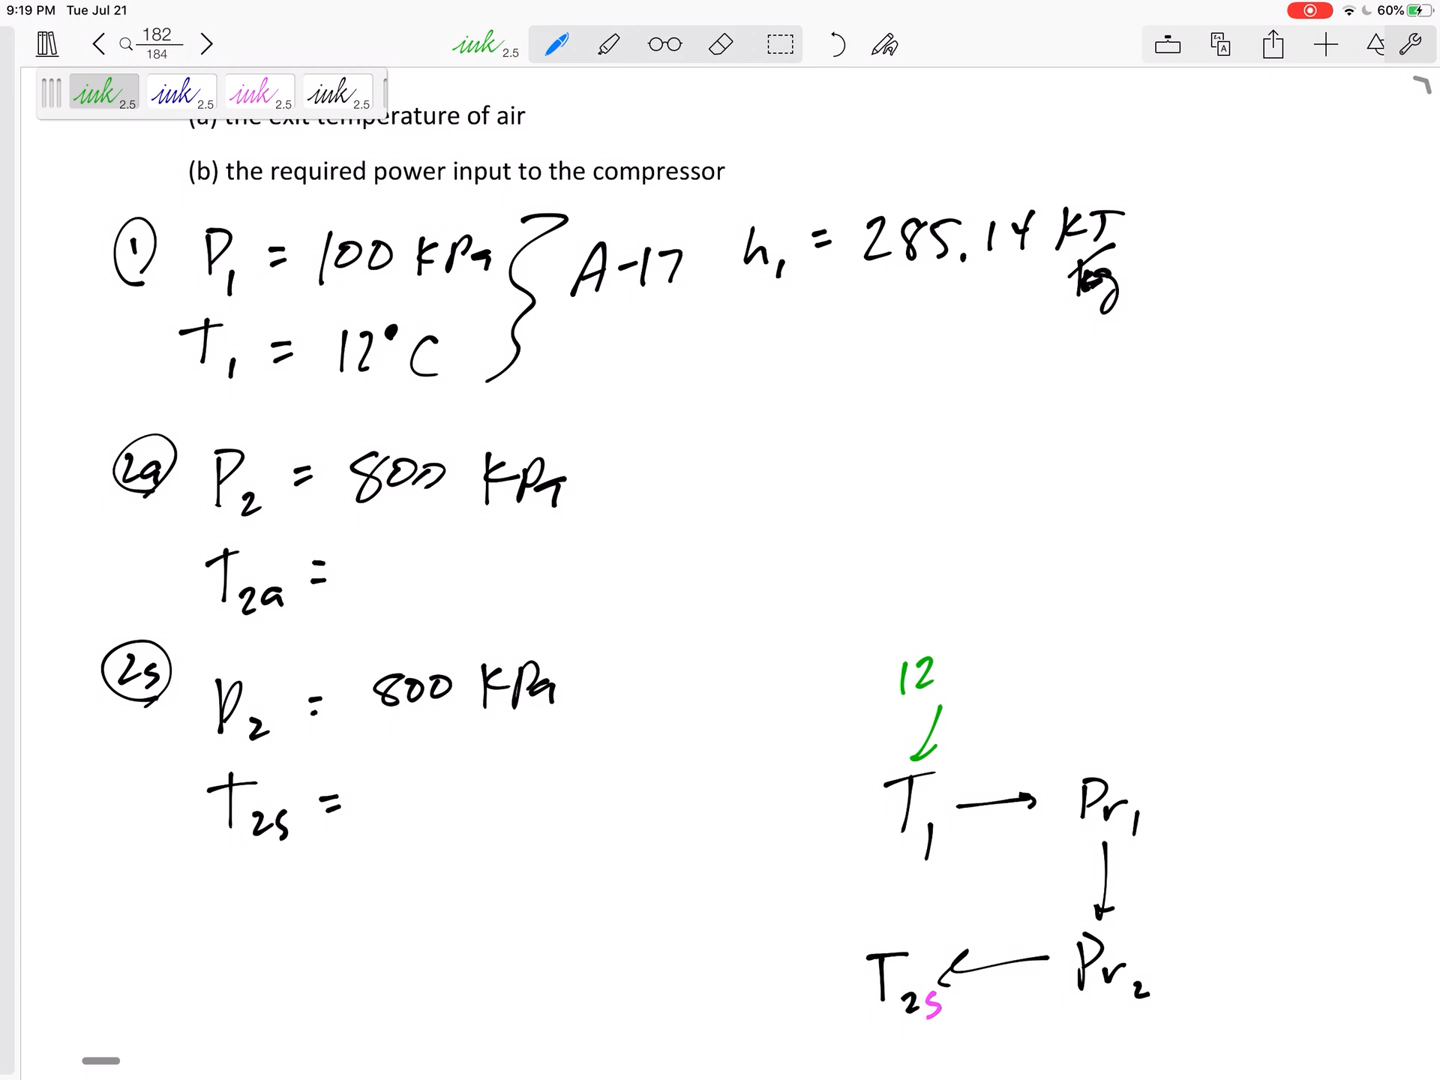 9:19 PM Tue Jul 21
60%
182
184
ink 2.5
ink 2.5 ink 2.5 ink 2.5 ink 2.5
(a) the exit temperature of air
(b) the required power input to the compressor
1 P1 = 100 KPa } A-17 h1 = 285.14 KJ/kg
T1 = 12°C
2a P2 = 800 KPa
T2a =
2s P2 = 800 KPa
T2s =
12
T1 → Pr1
T2s ← Pr2